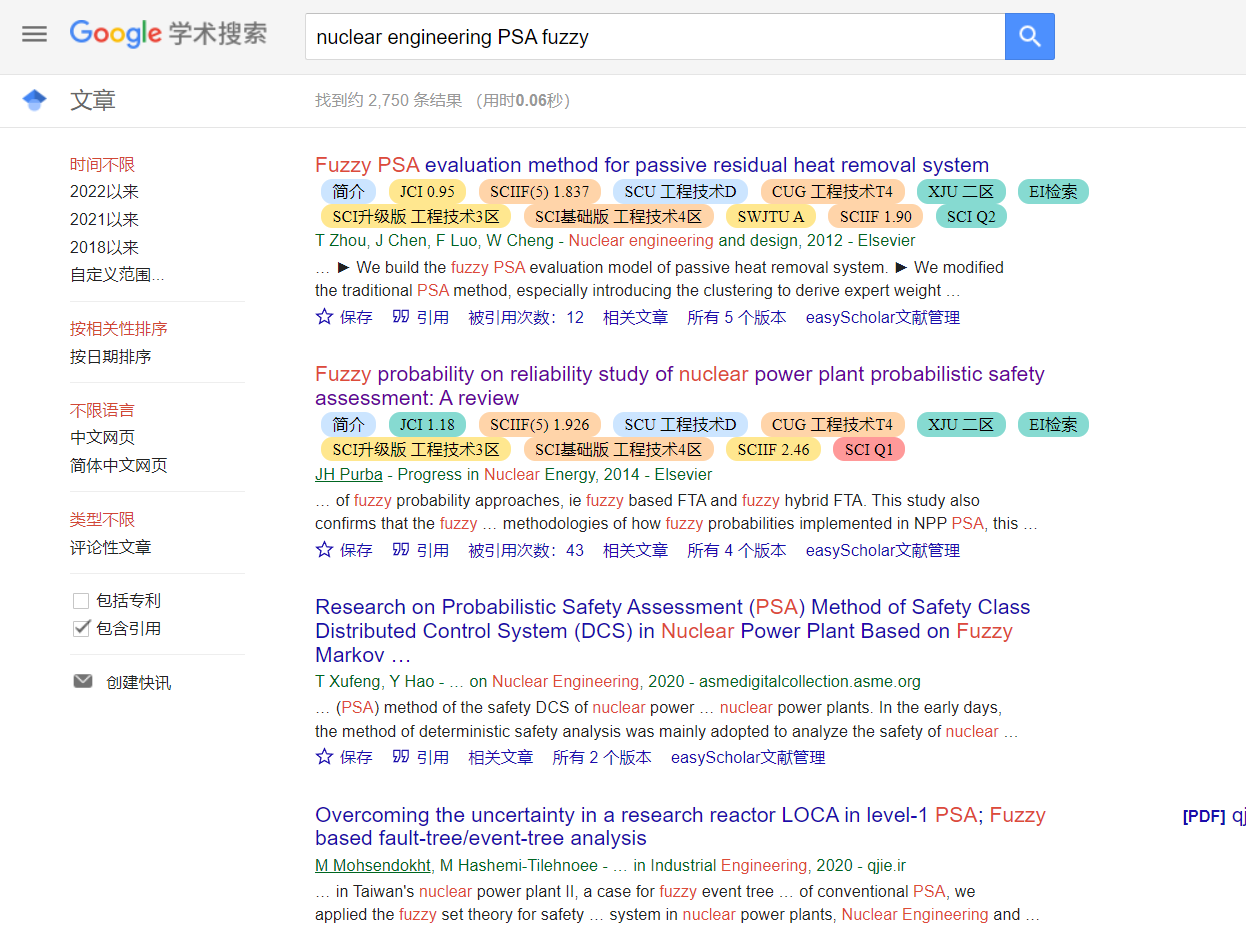 Google 学术搜索
nuclear engineering PSA fuzzy
文章
找到约 2,750 条结果 （用时0.06秒）
时间不限
2022以来
2021以来
2018以来
自定义范围...
按相关性排序
按日期排序
不限语言
中文网页
简体中文网页
类型不限
评论性文章
包括专利
包含引用
创建快讯
Fuzzy PSA evaluation method for passive residual heat removal system
简介 JCI 0.95 SCIIF(5) 1.837 SCU 工程技术D CUG 工程技术T4 XJU 二区 EI检索
SCI升级版 工程技术3区 SCI基础版 工程技术4区 SWJTU A SCIIF 1.90 SCI Q2
T Zhou, J Chen, F Luo, W Cheng - Nuclear engineering and design, 2012 - Elsevier
… ► We build the fuzzy PSA evaluation model of passive heat removal system. ► We modified
the traditional PSA method, especially introducing the clustering to derive expert weight …
保存 引用 被引用次数：12 相关文章 所有 5 个版本 easyScholar文献管理
Fuzzy probability on reliability study of nuclear power plant probabilistic safety
assessment: A review
简介 JCI 1.18 SCIIF(5) 1.926 SCU 工程技术D CUG 工程技术T4 XJU 二区 EI检索
SCI升级版 工程技术3区 SCI基础版 工程技术4区 SCIIF 2.46 SCI Q1
JH Purba - Progress in Nuclear Energy, 2014 - Elsevier
… of fuzzy probability approaches, ie fuzzy based FTA and fuzzy hybrid FTA. This study also
confirms that the fuzzy … methodologies of how fuzzy probabilities implemented in NPP PSA, this …
保存 引用 被引用次数：43 相关文章 所有 4 个版本 easyScholar文献管理
Research on Probabilistic Safety Assessment (PSA) Method of Safety Class
Distributed Control System (DCS) in Nuclear Power Plant Based on Fuzzy
Markov …
T Xufeng, Y Hao - … on Nuclear Engineering, 2020 - asmedigitalcollection.asme.org
… (PSA) method of the safety DCS of nuclear power … nuclear power plants. In the early days,
the method of deterministic safety analysis was mainly adopted to analyze the safety of nuclear …
保存 引用 相关文章 所有 2 个版本 easyScholar文献管理
Overcoming the uncertainty in a research reactor LOCA in level-1 PSA; Fuzzy
based fault-tree/event-tree analysis
[PDF] qj
M Mohsendokht, M Hashemi-Tilehnoee - … in Industrial Engineering, 2020 - qjie.ir
… in Taiwan's nuclear power plant II, a case for fuzzy event tree … of conventional PSA, we
applied the fuzzy set theory for safety … system in nuclear power plants, Nuclear Engineering and …